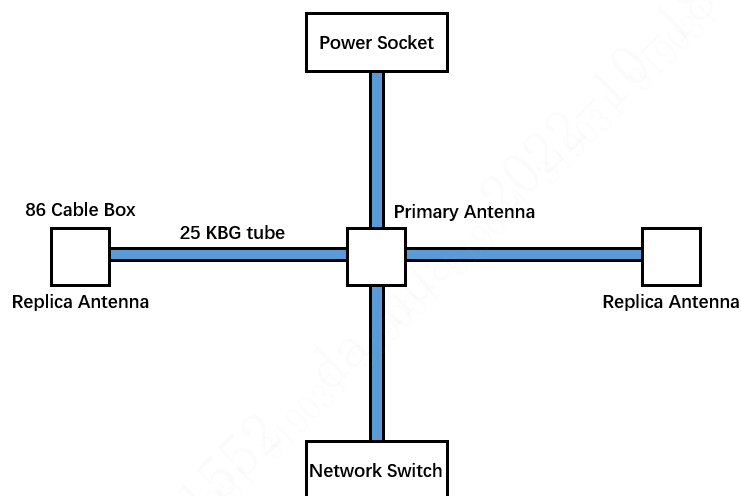 Power Socket
86 Cable Box
25 KBG tube
Primary Antenna
Replica Antenna
Replica Antenna
Network Switch